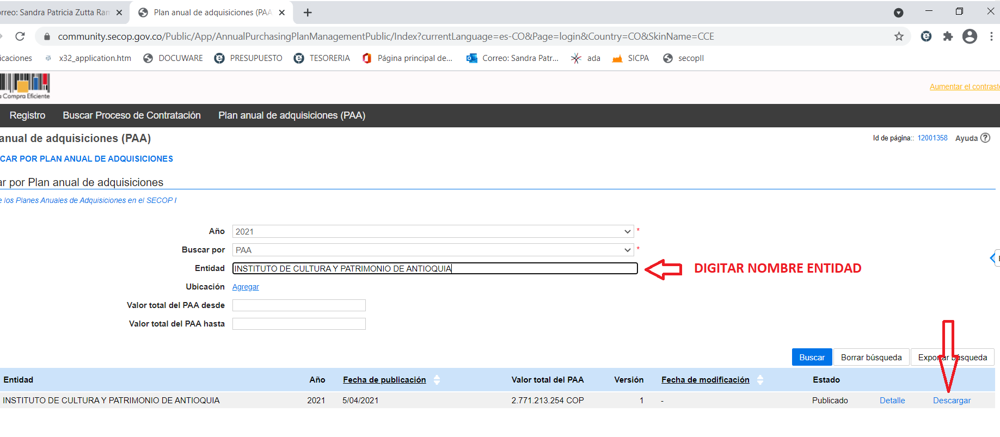 orreo: Sandra Patricia Zutta Ram
Plan anual de adquisiciones (PAA
community.secop.gov.co/Public/App/AnnualPurchasingPlanManagementPublic/Index?currentLanguage=es-CO&Page=login&Country=CO&SkinName=CCE
icaciones x32_application.htm DOCUWARE PRESUPUESTO TESORERIA Página principal de... Correo: Sandra Patr... ada SICPA secopII
a Compra Eficiente
Aumentar el contraste
Registro Buscar Proceso de Contratación Plan anual de adquisiciones (PAA)
anual de adquisiciones (PAA)
Id de página:: 12001358 Ayuda ?
CAR POR PLAN ANUAL DE ADQUISICIONES
ar por Plan anual de adquisiciones
e los Planes Anuales de Adquisiciones en el SECOP I
Año 2021 *
Buscar por PAA *
Entidad INSTITUTO DE CULTURA Y PATRIMONIO DE ANTIOQUIA DIGITAR NOMBRE ENTIDAD
Ubicación Agregar
Valor total del PAA desde
Valor total del PAA hasta
Buscar Borrar búsqueda Exportar búsqueda
Entidad Año Fecha de publicación Valor total del PAA Versión Fecha de modificación Estado
INSTITUTO DE CULTURA Y PATRIMONIO DE ANTIOQUIA 2021 5/04/2021 2.771.213.254 COP 1 - Publicado Detalle Descargar